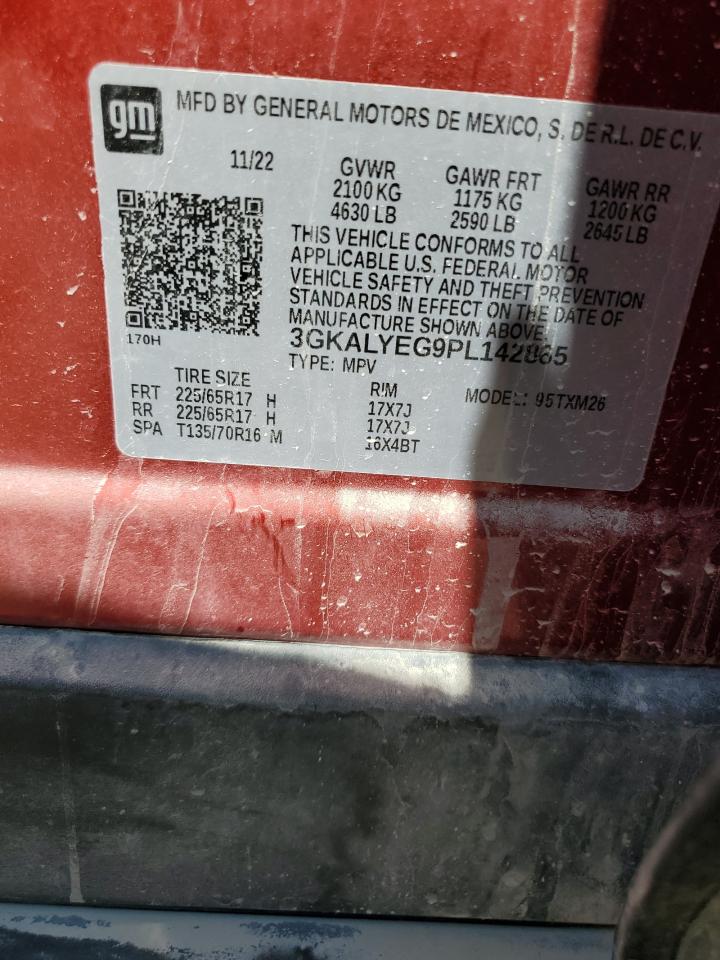 gm MFD BY GENERAL MOTORS DE MEXICO, S. DE R.L. DE C.V.
11/22 GVWR GAWR FRT GAWR RR
2100 KG 1175 KG 1200 KG
4630 LB 2590 LB 2645 LB
THIS VEHICLE CONFORMS TO ALL
APPLICABLE U.S. FEDERAL MOTOR
VEHICLE SAFETY AND THEFT PREVENTION
STANDARDS IN EFFECT ON THE DATE OF
MANUFACTURE SHOWN ABOVE.
170H 3GKALYEG9PL142865
TYPE: MPV
TIRE SIZE RIM MODEL: 95TXM26
FRT 225/65R17 H 17X7J
RR 225/65R17 H 17X7J
SPA T135/70R16 M 16X4BT